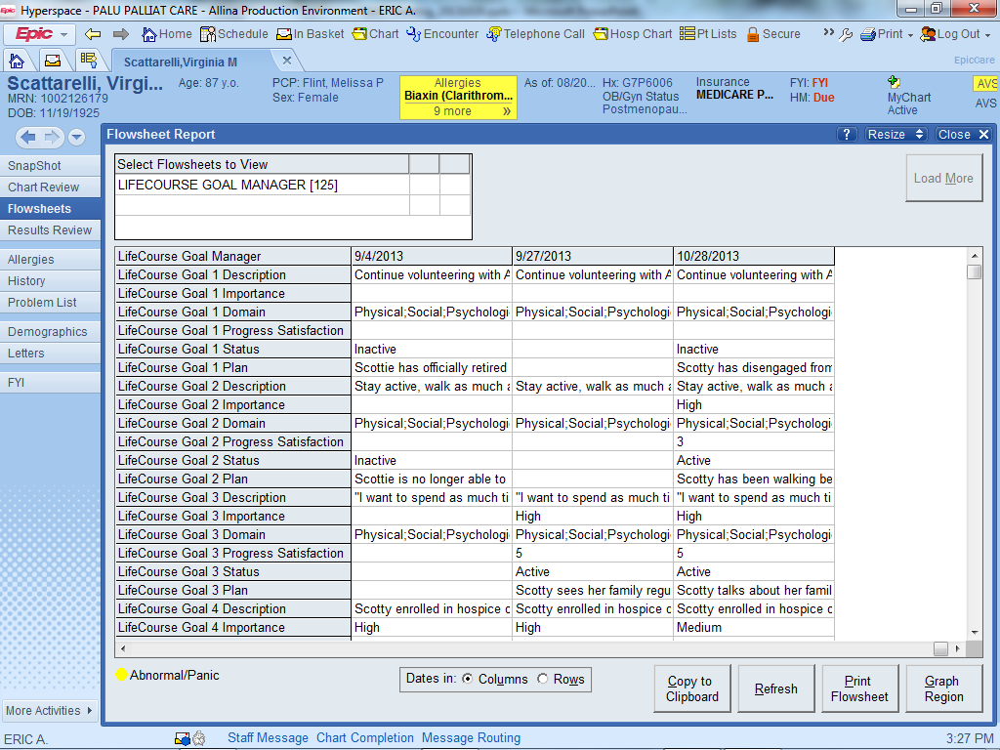 Hyperspace - PALU PALLIAT CARE - Allina Production Environment - ERIC A.
Epic Home Schedule In Basket Chart Encounter Telephone Call Hosp Chart Pt Lists Secure Print Log Out
Scattarelli,Virginia M
EpicCare
Scattarelli, Virgi... Age: 87 y.o. PCP: Flint, Melissa P Allergies As of: 08/20... Hx: G7P6006 Insurance FYI: FYI AVS
MRN: 1002126179 Sex: Female Biaxin (Clarithrom... OB/Gyn Status MEDICARE P... HM: Due MyChart AVS
DOB: 11/19/1925 9 more » Postmenopau... Active
Flowsheet Report ? Resize Close X
SnapShot
Chart Review
Flowsheets
Results Review
Allergies
History
Problem List
Demographics
Letters
FYI
More Activities
Select Flowsheets to View
LIFECOURSE GOAL MANAGER [125]
Load More
LifeCourse Goal Manager 9/4/2013 9/27/2013 10/28/2013
LifeCourse Goal 1 Description Continue volunteering with A Continue volunteering with A Continue volunteering with A
LifeCourse Goal 1 Importance
LifeCourse Goal 1 Domain Physical;Social;Psychologi Physical;Social;Psychologi Physical;Social;Psychologi
LifeCourse Goal 1 Progress Satisfaction
LifeCourse Goal 1 Status Inactive Inactive
LifeCourse Goal 1 Plan Scottie has officially retired Scotty has disengaged from
LifeCourse Goal 2 Description Stay active, walk as much a Stay active, walk as much a Stay active, walk as much a
LifeCourse Goal 2 Importance High
LifeCourse Goal 2 Domain Physical;Social;Psychologi Physical;Social;Psychologi Physical;Social;Psychologi
LifeCourse Goal 2 Progress Satisfaction 3
LifeCourse Goal 2 Status Inactive Active
LifeCourse Goal 2 Plan Scottie is no longer able to Scotty has been walking be
LifeCourse Goal 3 Description "I want to spend as much ti "I want to spend as much ti "I want to spend as much ti
LifeCourse Goal 3 Importance High High
LifeCourse Goal 3 Domain Physical;Social;Psychologi Physical;Social;Psychologi Physical;Social;Psychologi
LifeCourse Goal 3 Progress Satisfaction 5 5
LifeCourse Goal 3 Status Active Active
LifeCourse Goal 3 Plan Scotty sees her family regu Scotty talks about her famil
LifeCourse Goal 4 Description Scotty enrolled in hospice c Scotty enrolled in hospice c Scotty enrolled in hospice c
LifeCourse Goal 4 Importance High High Medium
Abnormal/Panic
Dates in: Columns Rows
Copy to Clipboard
Refresh
Print Flowsheet
Graph Region
ERIC A. Staff Message Chart Completion Message Routing 3:27 PM